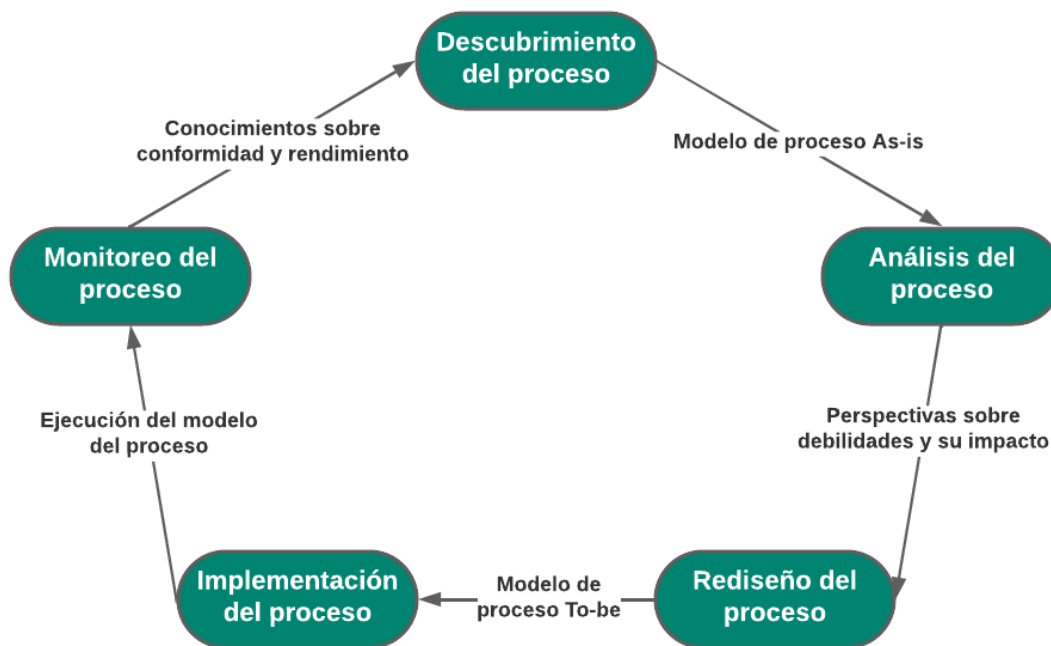 Descubrimiento
del proceso
Conocimientos sobre
conformidad y rendimiento
Modelo de proceso As-is
Monitoreo del
proceso
Análisis del
proceso
Ejecución del modelo
del proceso
Perspectivas sobre
debilidades y su impacto
Implementación
del proceso
Modelo de
proceso To-be
Rediseño del
proceso